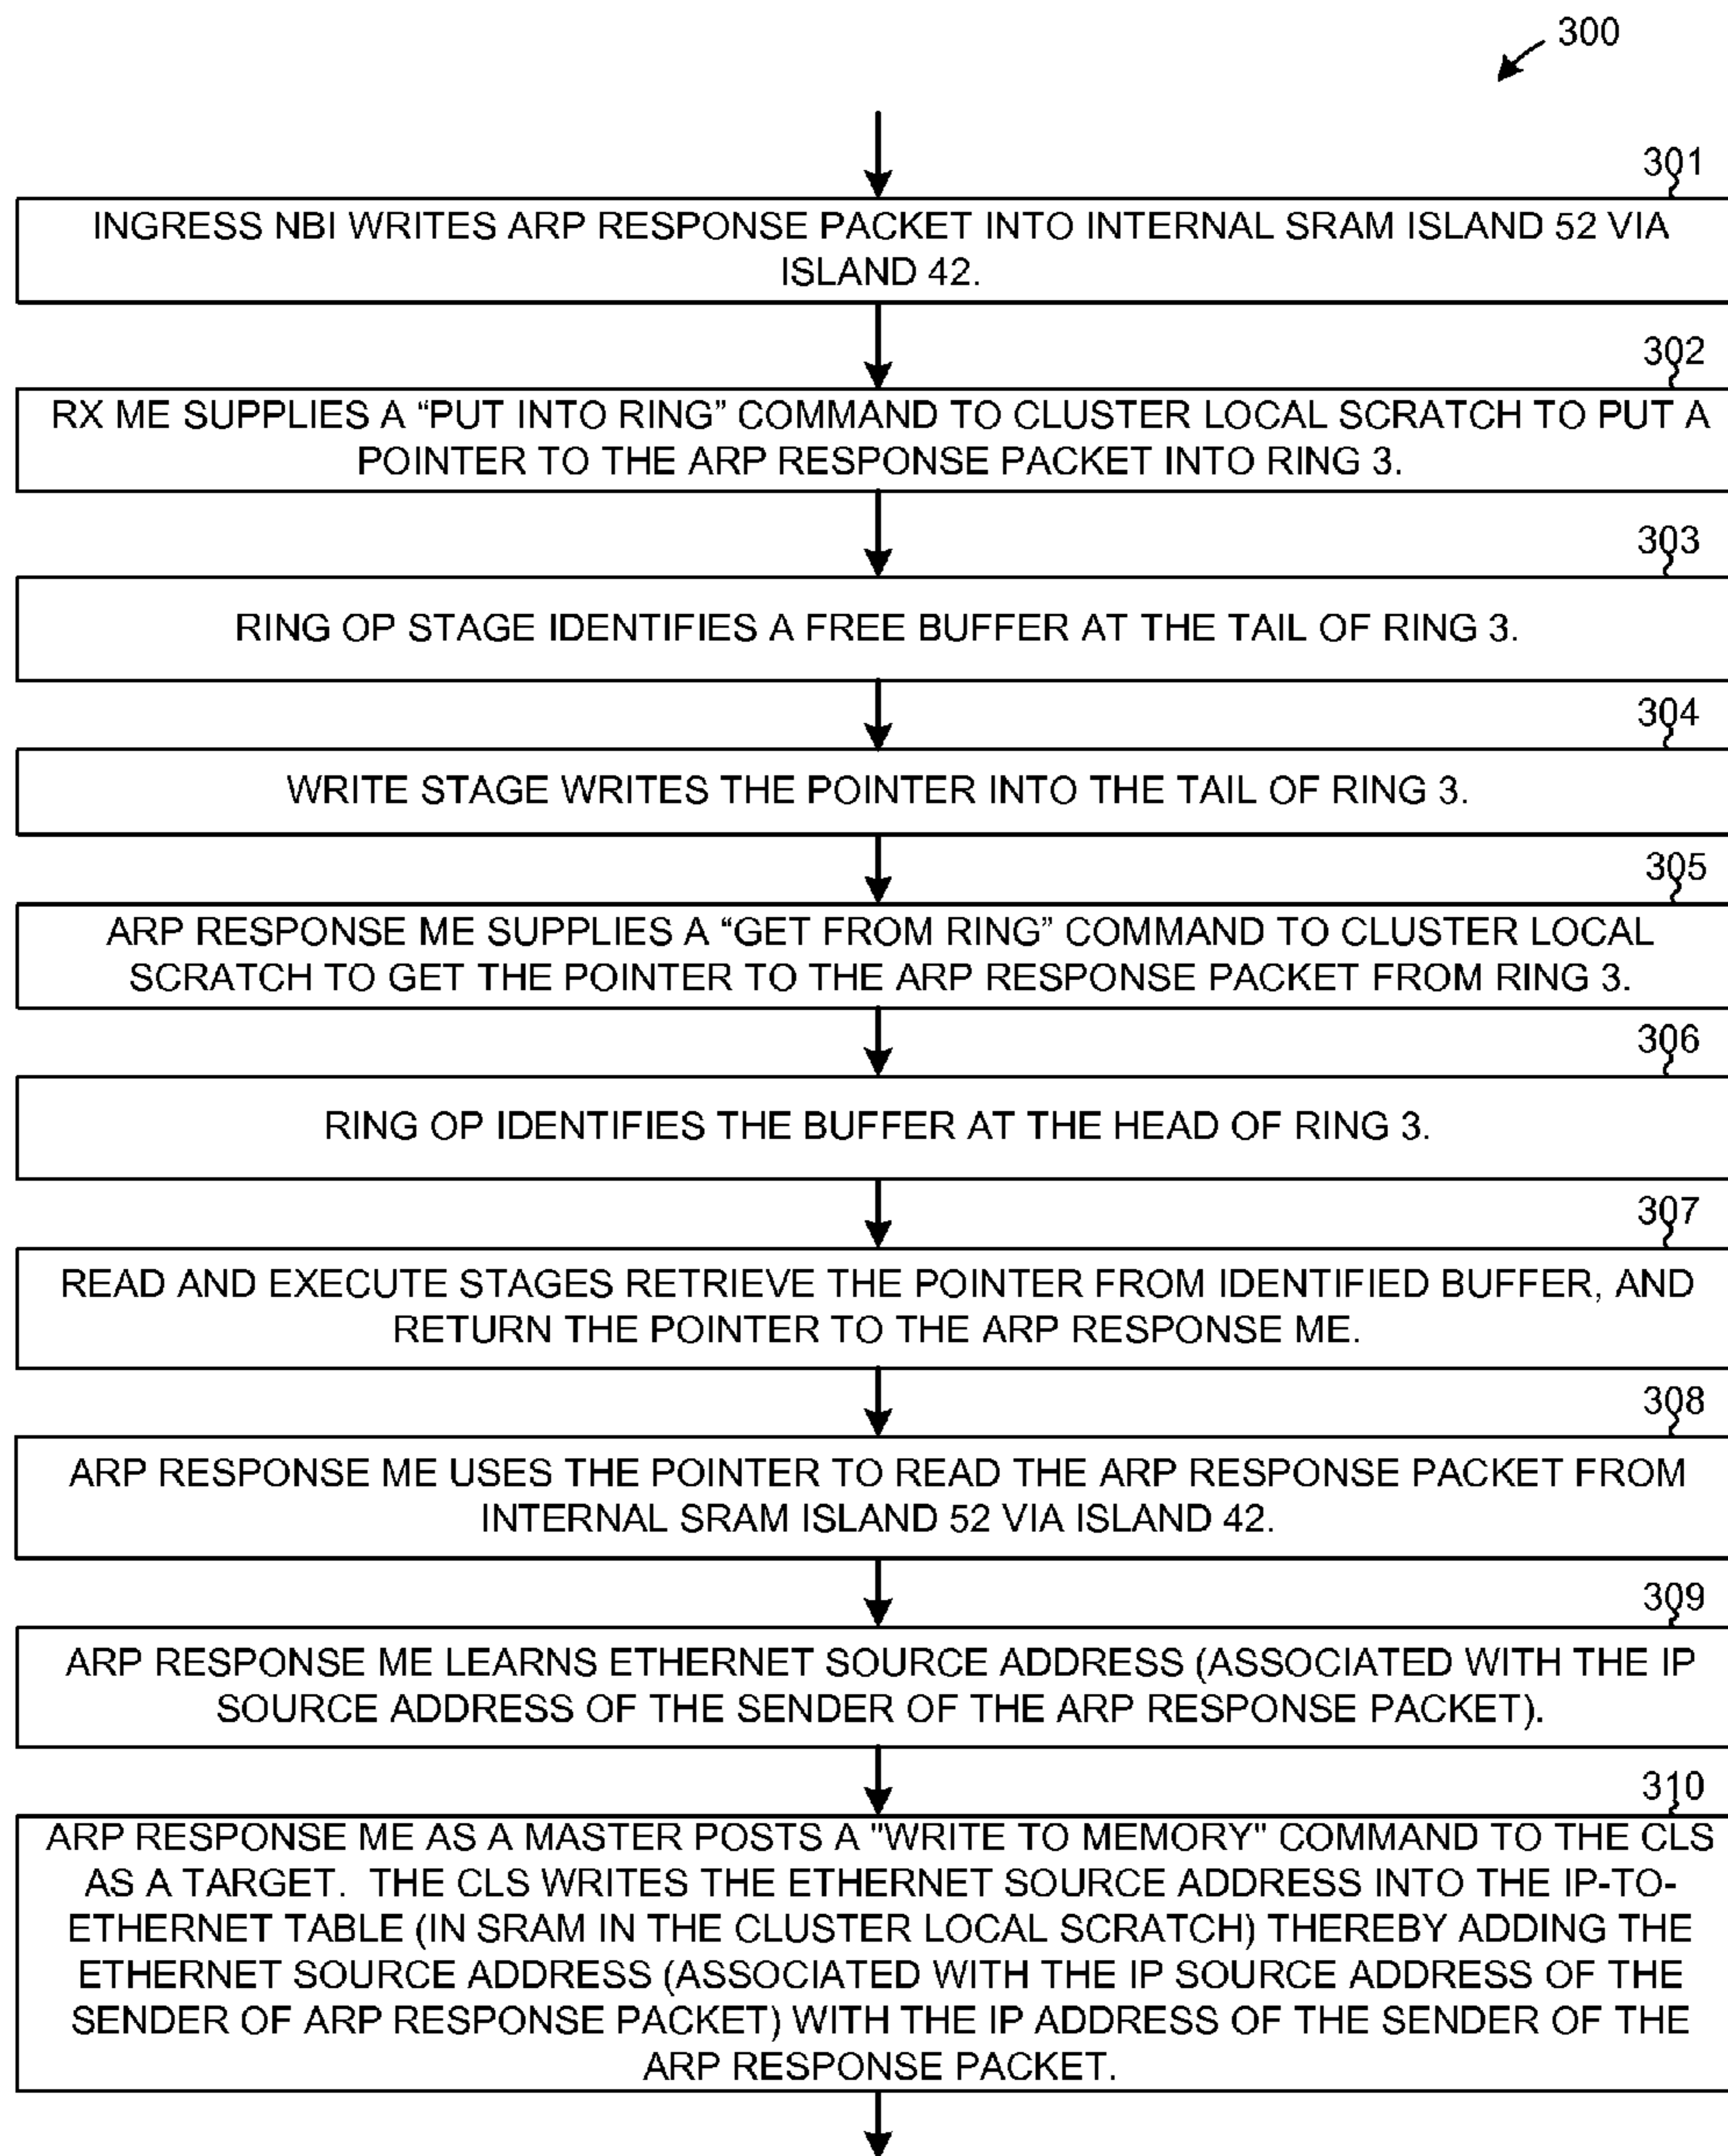 300
301
INGRESS NBI WRITES ARP RESPONSE PACKET INTO INTERNAL SRAM ISLAND 52 VIA
ISLAND 42.
302
RX ME SUPPLIES A “PUT INTO RING” COMMAND TO CLUSTER LOCAL SCRATCH TO PUT A
POINTER TO THE ARP RESPONSE PACKET INTO RING 3.
303
RING OP STAGE IDENTIFIES A FREE BUFFER AT THE TAIL OF RING 3.
304
WRITE STAGE WRITES THE POINTER INTO THE TAIL OF RING 3.
305
ARP RESPONSE ME SUPPLIES A “GET FROM RING” COMMAND TO CLUSTER LOCAL
SCRATCH TO GET THE POINTER TO THE ARP RESPONSE PACKET FROM RING 3.
306
RING OP IDENTIFIES THE BUFFER AT THE HEAD OF RING 3.
307
READ AND EXECUTE STAGES RETRIEVE THE POINTER FROM IDENTIFIED BUFFER, AND
RETURN THE POINTER TO THE ARP RESPONSE ME.
308
ARP RESPONSE ME USES THE POINTER TO READ THE ARP RESPONSE PACKET FROM
INTERNAL SRAM ISLAND 52 VIA ISLAND 42.
309
ARP RESPONSE ME LEARNS ETHERNET SOURCE ADDRESS (ASSOCIATED WITH THE IP
SOURCE ADDRESS OF THE SENDER OF THE ARP RESPONSE PACKET).
310
ARP RESPONSE ME AS A MASTER POSTS A "WRITE TO MEMORY" COMMAND TO THE CLS
AS A TARGET. THE CLS WRITES THE ETHERNET SOURCE ADDRESS INTO THE IP-TO-
ETHERNET TABLE (IN SRAM IN THE CLUSTER LOCAL SCRATCH) THEREBY ADDING THE
ETHERNET SOURCE ADDRESS (ASSOCIATED WITH THE IP SOURCE ADDRESS OF THE
SENDER OF ARP RESPONSE PACKET) WITH THE IP ADDRESS OF THE SENDER OF THE
ARP RESPONSE PACKET.